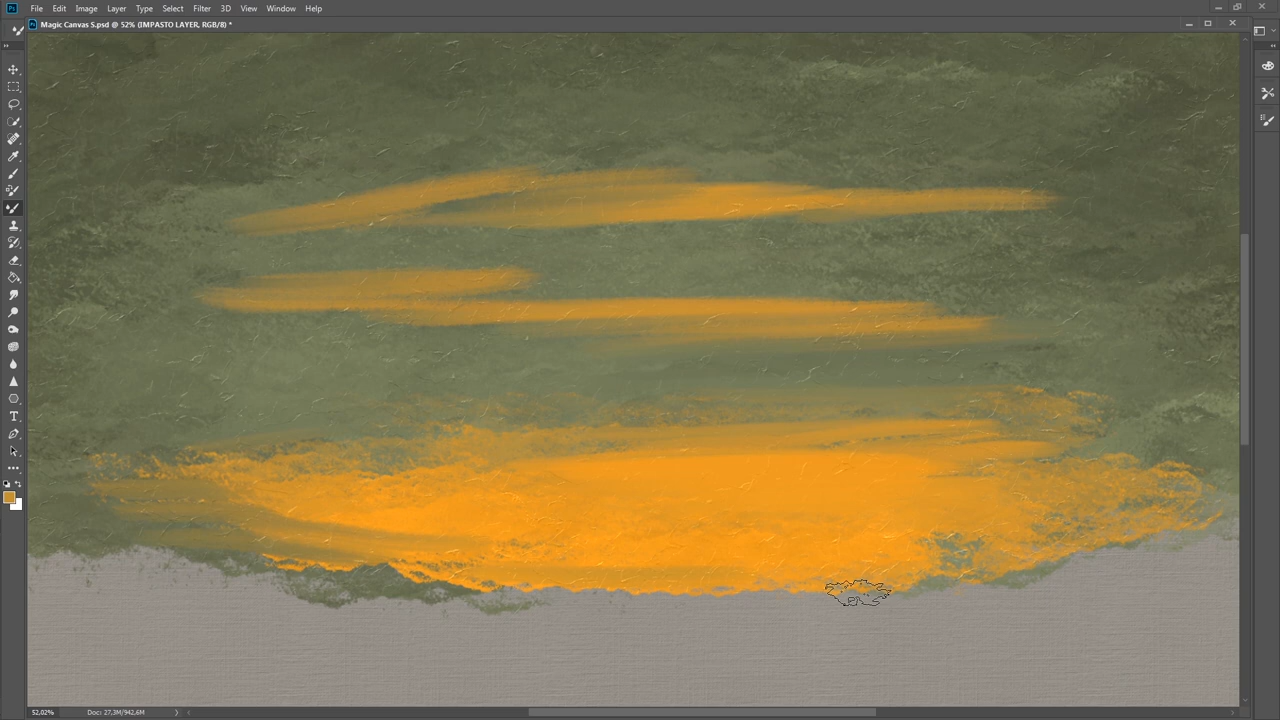 Ps File Edit Image Layer Type Select Filter 3D View Window Help
Ps Magic Canvas S.psd @ 52% (IMPASTO LAYER, RGB/8) *
T
52,02% Doc: 27,3M/942,6M